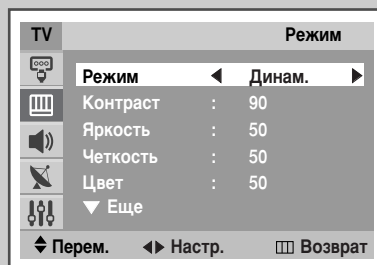 TV Режим
Режим ◀ Динам. ▶
Контраст : 90
Яркость : 50
Четкость : 50
Цвет : 50
▼ Еще
Перем. Настр. Возврат